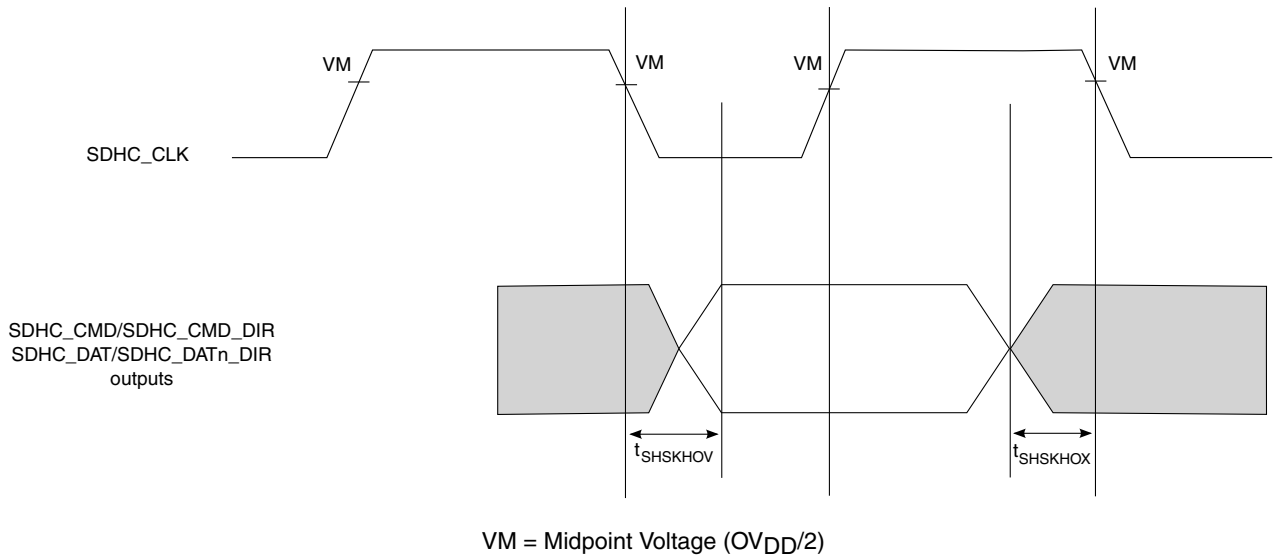 VM VM VM VM
SDHC_CLK
SDHC_CMD/SDHC_CMD_DIR
SDHC_DAT/SDHC_DATn_DIR
outputs
tSHSKHOV tSHSKHOX
VM = Midpoint Voltage (OVDD/2)